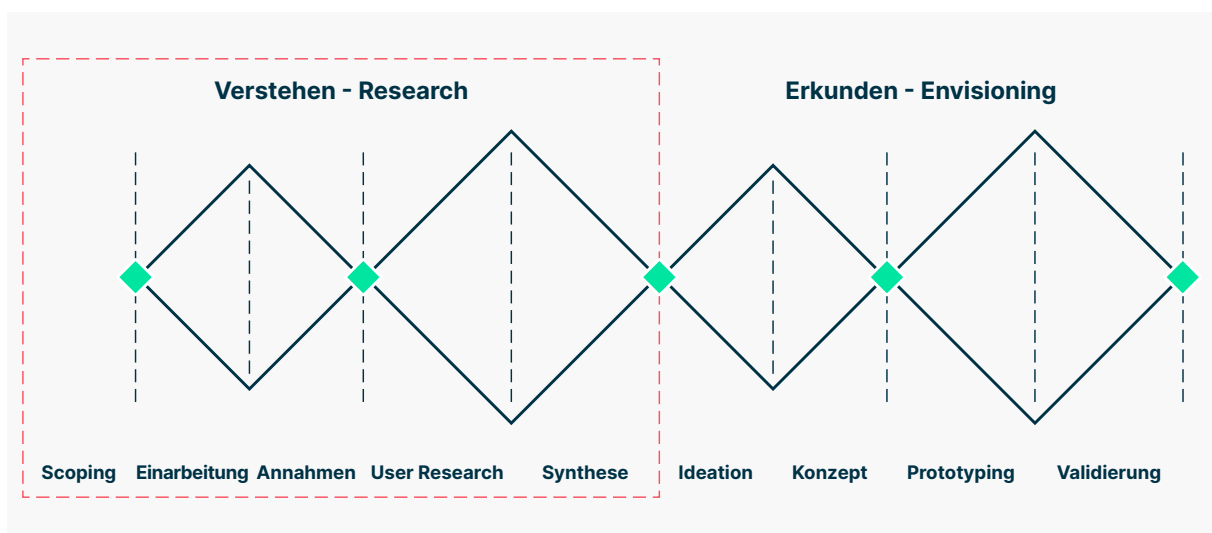 Verstehen - Research
Erkunden - Envisioning
Scoping Einarbeitung Annahmen User Research Synthese Ideation Konzept Prototyping Validierung